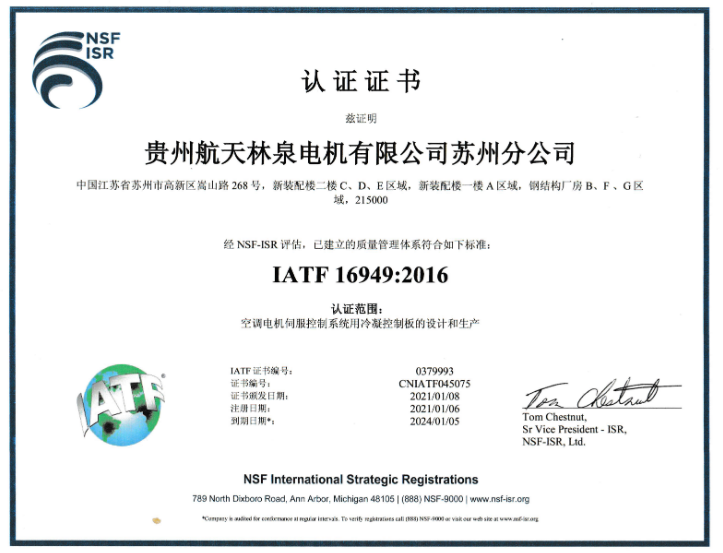 NSF
ISR
认证证书
兹证明
贵州航天林泉电机有限公司苏州分公司
中国江苏省苏州市高新区嵩山路 268 号，新装配楼二楼 C、D、E 区域，新装配楼一楼 A 区域，钢结构厂房 B、F 、G 区
域，215000
经 NSF-ISR 评估，已建立的质量管理体系符合如下标准:
IATF 16949:2016
认证范围:
空调电机伺服控制系统用冷凝控制板的设计和生产
IATF 证书编号: 0379993
证书编号: CNIATF045075
证书颁发日期: 2021/01/08
注册日期: 2021/01/06
到期日期*: 2024/01/05
IATF®
Tom Chestnut
Tom Chestnut,
Sr Vice President - ISR,
NSF-ISR, Ltd.
NSF International Strategic Registrations
789 North Dixboro Road, Ann Arbor, Michigan 48105 | (888) NSF-9000 | www.nsf-isr.org
*Company is audited for conformance at regular intervals. To verify registrations call (888) NSF-9000 or visit our web site at www.nsf-isr.org